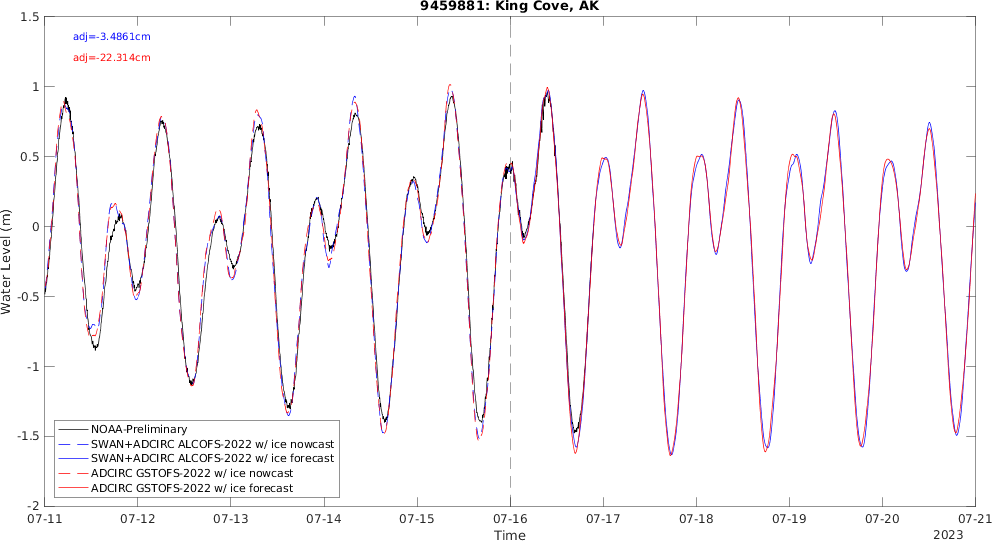 9459881: King Cove, AK
adj=-3.4861cm
adj=-22.314cm
Water Level (m)
1.5
1
0.5
0
-0.5
-1
-1.5
-2
NOAA-Preliminary
SWAN+ADCIRC ALCOFS-2022 w/ ice nowcast
SWAN+ADCIRC ALCOFS-2022 w/ ice forecast
ADCIRC GSTOFS-2022 w/ ice nowcast
ADCIRC GSTOFS-2022 w/ ice forecast
07-11 07-12 07-13 07-14 07-15 07-16 07-17 07-18 07-19 07-20 07-21
Time
2023